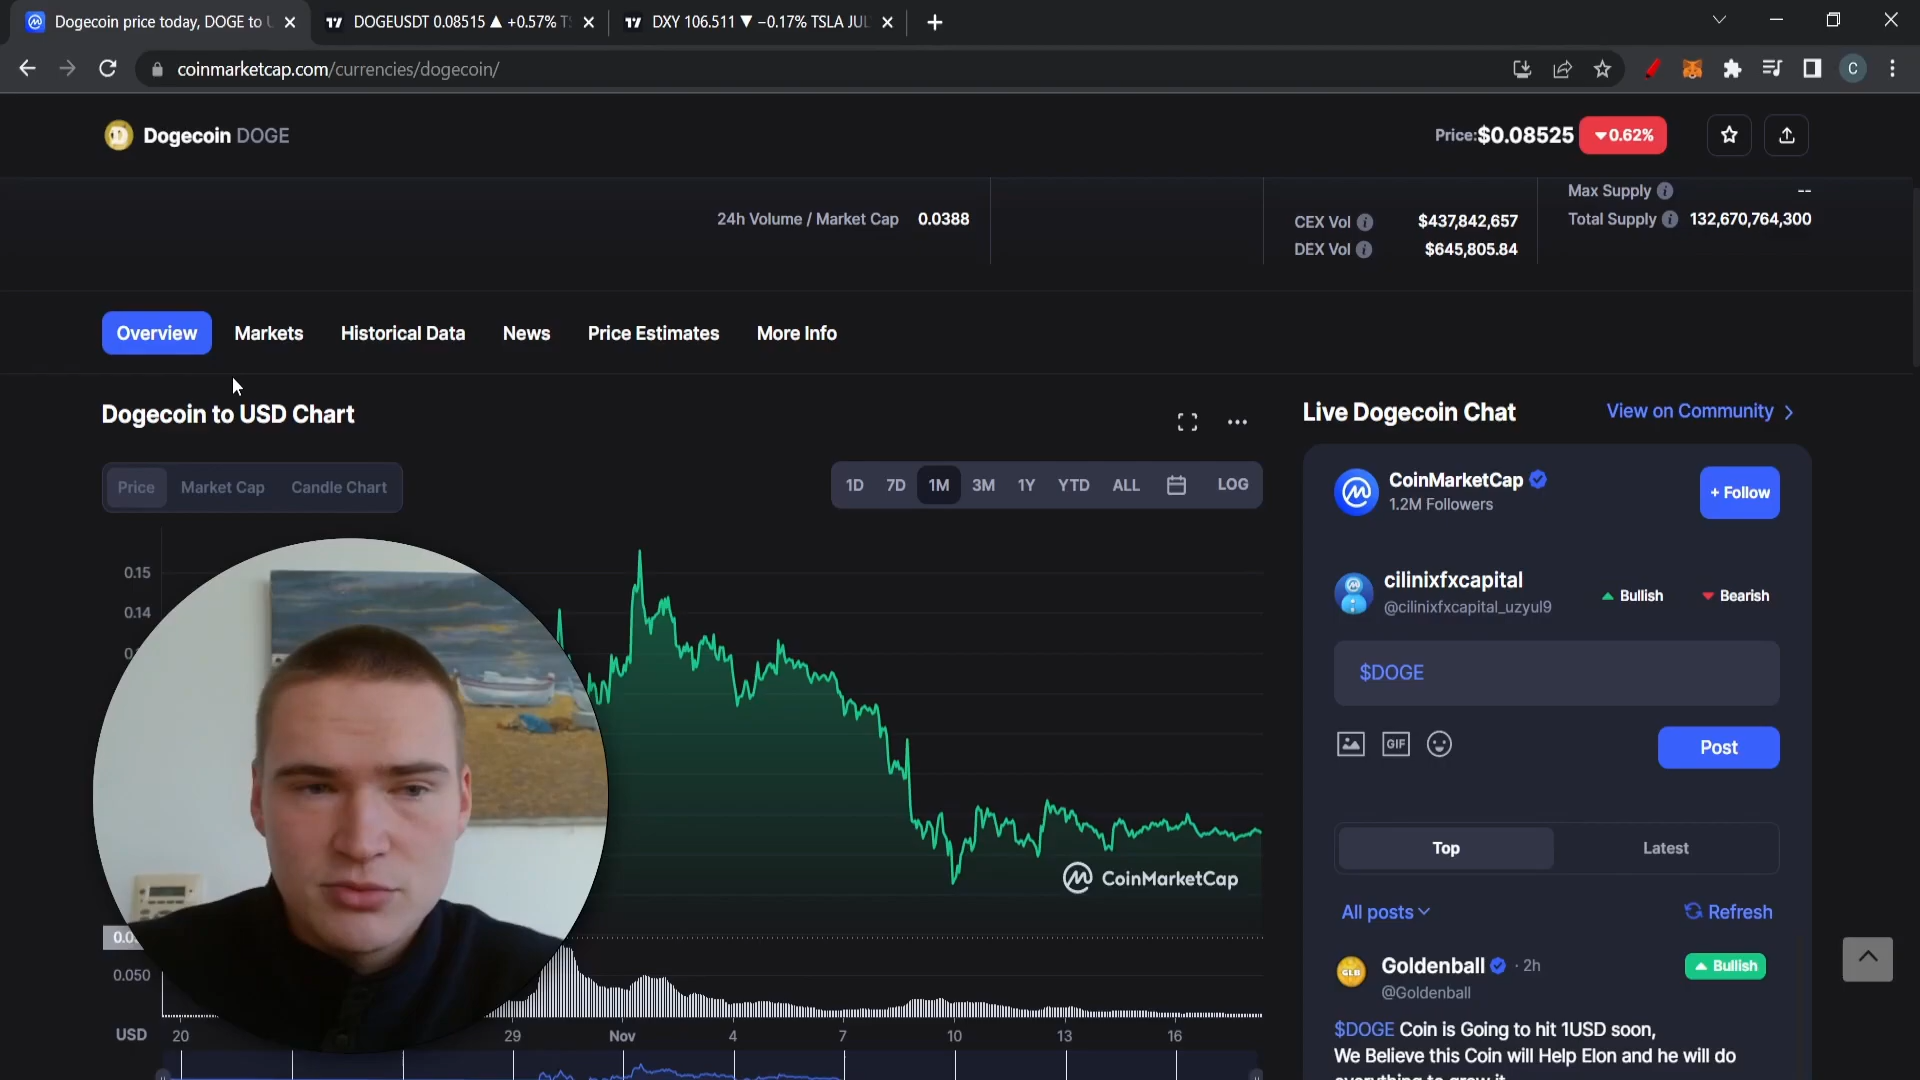 Dogecoin price today, DOGE to U
DOGEUSDT 0.08515 ▲ +0.57% T
DXY 106.511 ▼ −0.17% TSLA JUL
coinmarketcap.com/currencies/dogecoin/
C
Dogecoin DOGE
Price:$0.08525 ▼0.62%
Max Supply --
24h Volume / Market Cap 0.0388
CEX Vol $437,842,657
Total Supply 132,670,764,300
DEX Vol $645,805.84
Overview Markets Historical Data News Price Estimates More Info
Dogecoin to USD Chart
Price Market Cap Candle Chart
1D 7D 1M 3M 1Y YTD ALL LOG
0.15
0.14
0.050
CoinMarketCap
USD 20 29 Nov 4 7 10 13 16
Live Dogecoin Chat View on Community
CoinMarketCap
1.2M Followers
+ Follow
cilinixfxcapital
@cilinixfxcapital_uzyul9
Bullish Bearish
$DOGE
GIF
Post
Top Latest
All posts Refresh
GLB
Goldenball · 2h
@Goldenball
Bullish
$DOGE Coin is Going to hit 1USD soon,
We Believe this Coin will Help Elon and he will do
everything to grow it